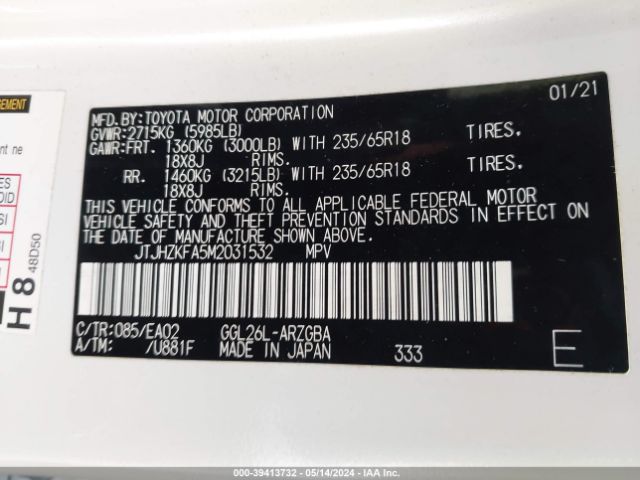 MFD.BY:TOYOTA MOTOR CORPORATION 01/21
GVWR:2715KG (5985LB)
GAWR:FRT. 1360KG (3000LB) WITH 235/65R18 TIRES.
18X8J RIMS.
RR. 1460KG (3215LB) WITH 235/65R18 TIRES.
18X8J RIMS.
THIS VEHICLE CONFORMS TO ALL APPLICABLE FEDERAL MOTOR
VEHICLE SAFETY AND THEFT PREVENTION STANDARDS IN EFFECT ON
THE DATE OF MANUFACTURE SHOWN ABOVE.
JTJHZKFA5M2031532 MPV
C/TR:085/EA02 GGL26L-ARZGBA
A/TM: /U881F MADE IN JAPAN 333 E
ne
H 8
48D50
000-39413732 - 05/14/2024 - IAA Inc.